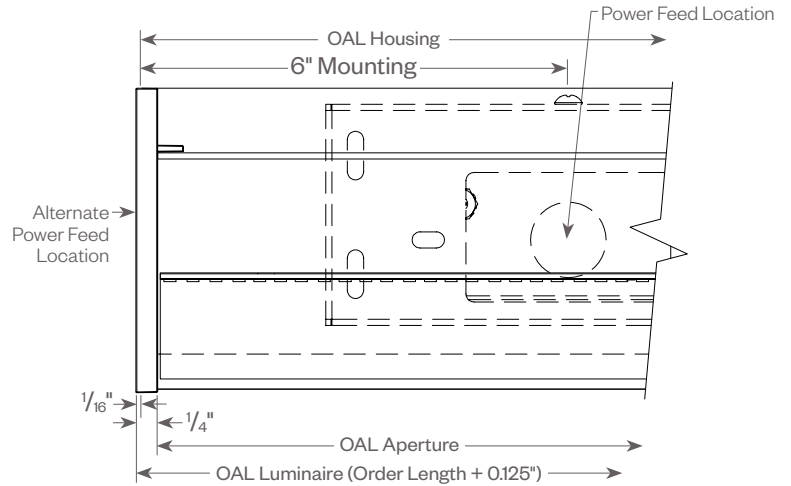 Power Feed Location
OAL Housing
6" Mounting
Alternate
Power Feed
Location
1/16"
1/4"
OAL Aperture
OAL Luminaire (Order Length + 0.125")